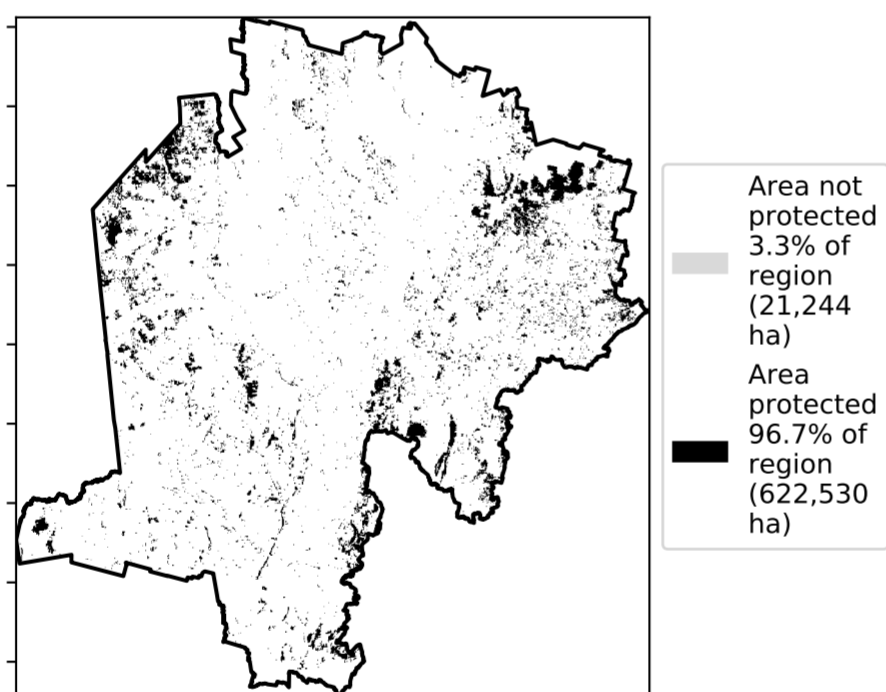 Area not
protected
3.3% of
region
(21,244
ha)
Area
protected
96.7% of
region
(622,530
ha)